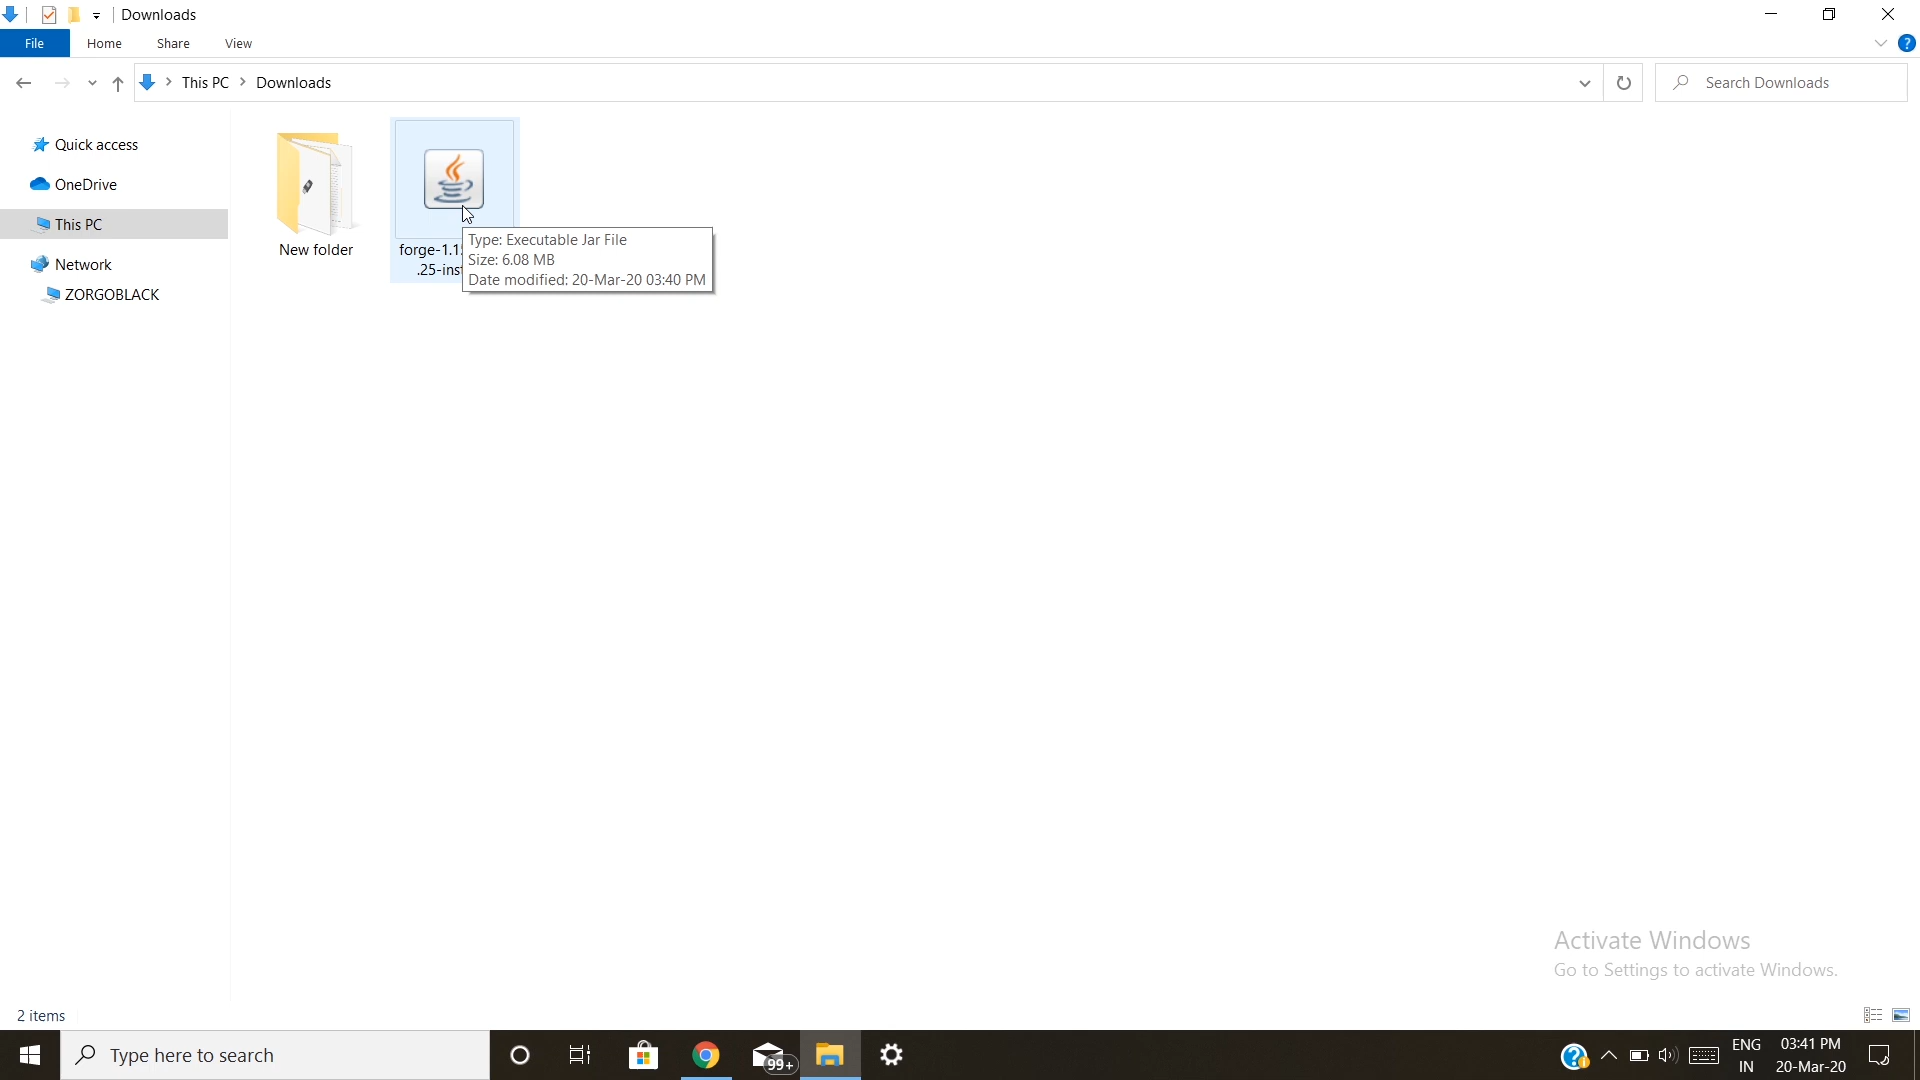 Downloads
File Home Share View
This PC Downloads
Search Downloads
Quick access
OneDrive
This PC
Network
ZORGOBLACK
New folder
forge-1.1
.25-inst
Type: Executable Jar File
Size: 6.08 MB
Date modified: 20-Mar-20 03:40 PM
Activate Windows
Go to Settings to activate Windows.
2 items
Type here to search
99+
ENG
IN
03:41 PM
20-Mar-20